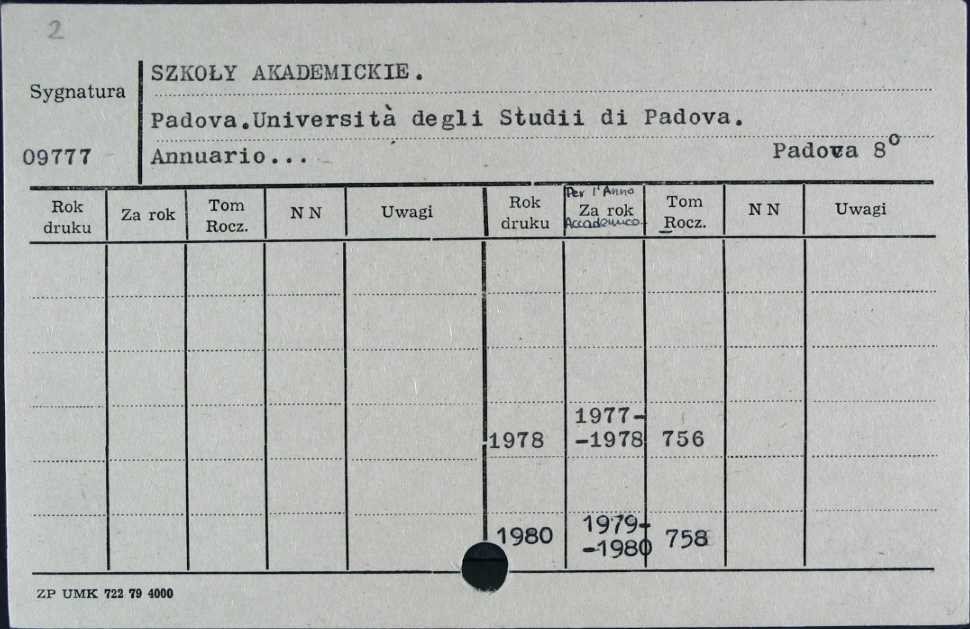 2
SZKOŁY AKADEMICKIE.
Sygnatura
Padova.Università degli Studii di Padova.
09777
Annuario...
Padova 8°
Rok druku
Za rok
Tom Rocz.
N N
Uwagi
Rok druku
Per l'Anno
Za rok
Accademico
Tom Rocz.
N N
Uwagi
1978
1977-
-1978
756
1980
1979-
-1980
758
ZP UMK 722 79 4000